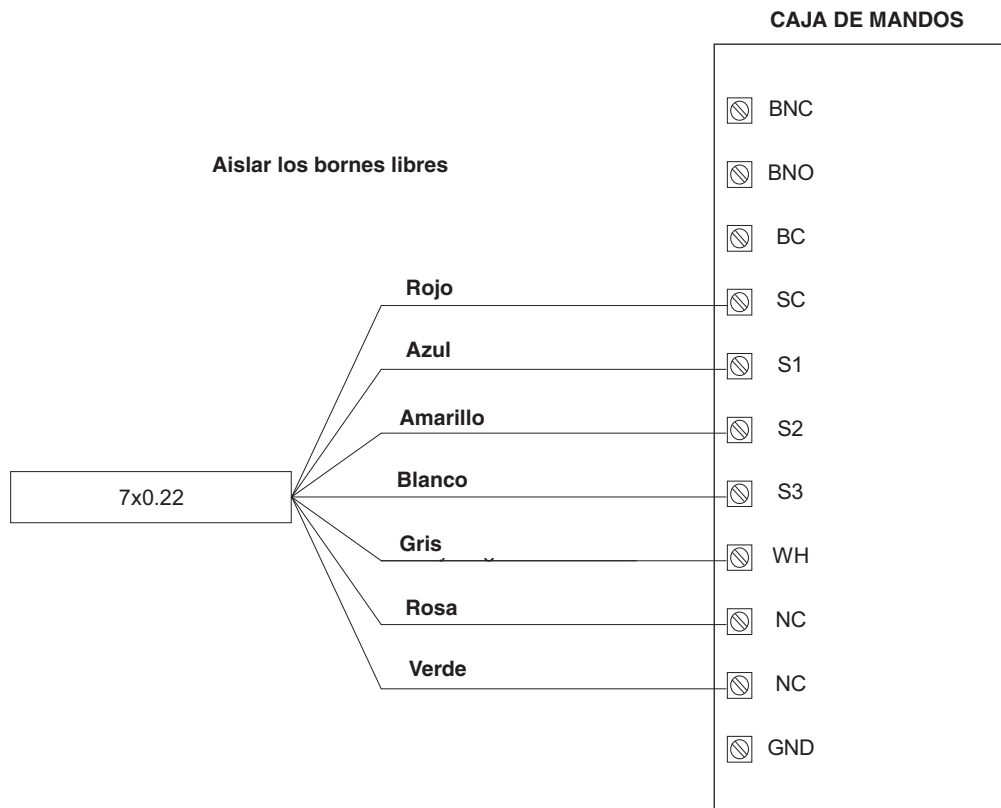 CAJA DE MANDOS
BNC
Aislar los bornes libres
BNO
BC
Rojo
SC
Azul
S1
Amarillo
S2
Blanco
S3
7x0.22
Gris
WH
Rosa
NC
Verde
NC
GND